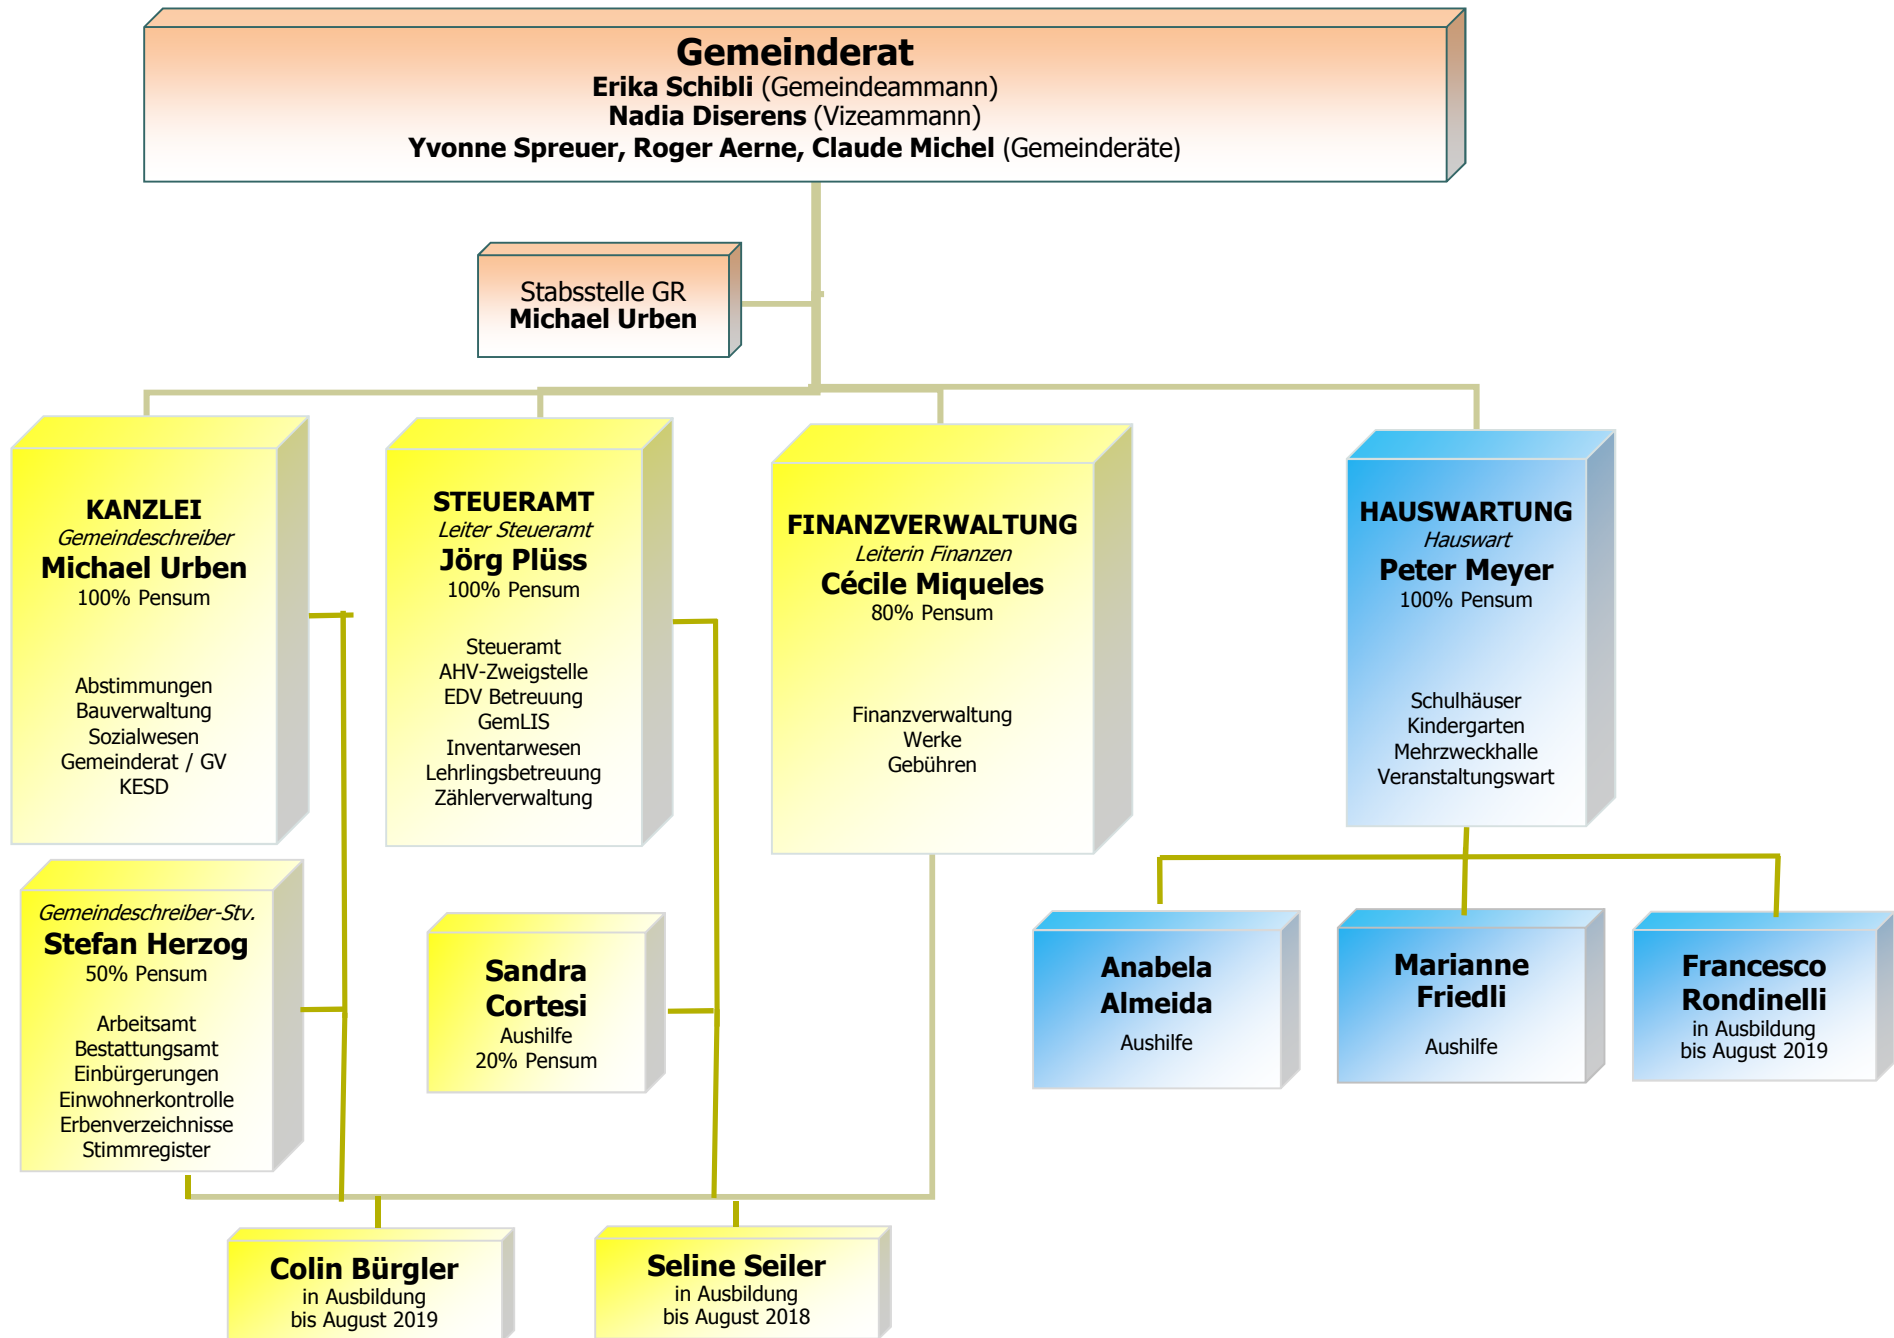 Gemeinderat
Erika Schibli (Gemeindeammann)
Nadia Diserens (Vizeammann)
Yvonne Spreuer, Roger Aerne, Claude Michel (Gemeinderäte)
Stabsstelle GR
Michael Urben
KANZLEI
Gemeindeschreiber
Michael Urben
100% Pensum
Abstimmungen
Bauverwaltung
Sozialwesen
Gemeinderat / GV
KESD
STEUERAMT
Leiter Steueramt
Jörg Plüss
100% Pensum
Steueramt
AHV-Zweigstelle
EDV Betreuung
GemLIS
Inventarwesen
Lehrlingsbetreuung
Zählerverwaltung
FINANZVERWALTUNG
Leiterin Finanzen
Cécile Miqueles
80% Pensum
Finanzverwaltung
Werke
Gebühren
HAUSWARTUNG
Hauswart
Peter Meyer
100% Pensum
Schulhäuser
Kindergarten
Mehrzweckhalle
Veranstaltungswart
Gemeindeschreiber-Stv.
Stefan Herzog
50% Pensum
Arbeitsamt
Bestattungsamt
Einbürgerungen
Einwohnerkontrolle
Erbenverzeichnisse
Stimmregister
Sandra
Cortesi
Aushilfe
20% Pensum
Anabela
Almeida
Aushilfe
Marianne
Friedli
Aushilfe
Francesco
Rondinelli
in Ausbildung
bis August 2019
Colin Bürgler
in Ausbildung
bis August 2019
Seline Seiler
in Ausbildung
bis August 2018